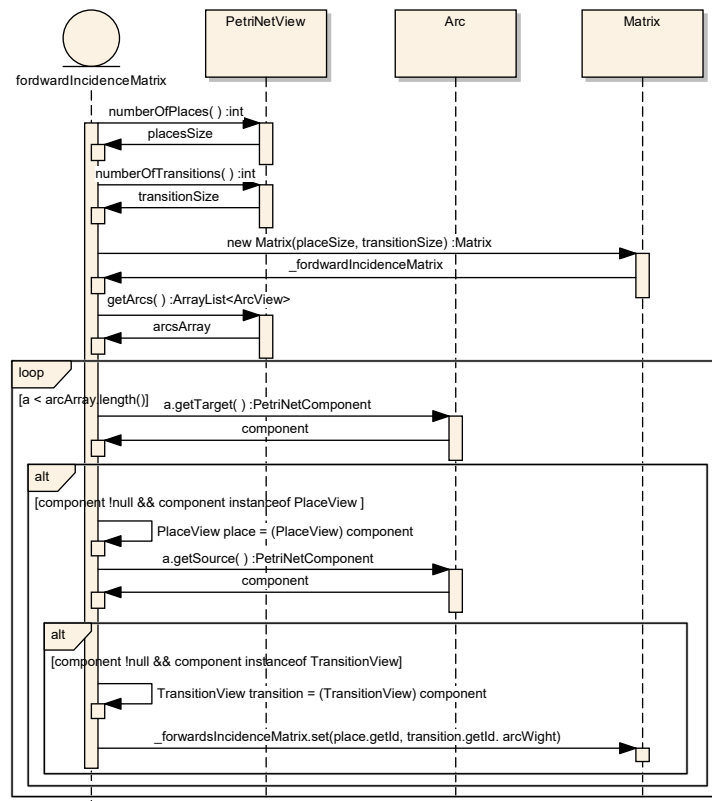 PetriNetView
Arc
Matrix
fordwardIncidenceMatrix
numberOfPlaces( ) :int
placesSize
numberOfTransitions( ) :int
transitionSize
new Matrix(placeSize, transitionSize) :Matrix
_fordwardIncidenceMatrix
getArcs( ) :ArrayList<ArcView>
arcsArray
loop
[a < arcArray.length()]
a.getTarget( ) :PetriNetComponent
component
alt
[component !null && component instanceof PlaceView ]
PlaceView place = (PlaceView) component
a.getSource( ) :PetriNetComponent
component
alt
[component !null && component instanceof TransitionView]
TransitionView transition = (TransitionView) component
_forwardsIncidenceMatrix.set(place.getId, transition.getId. arcWight)